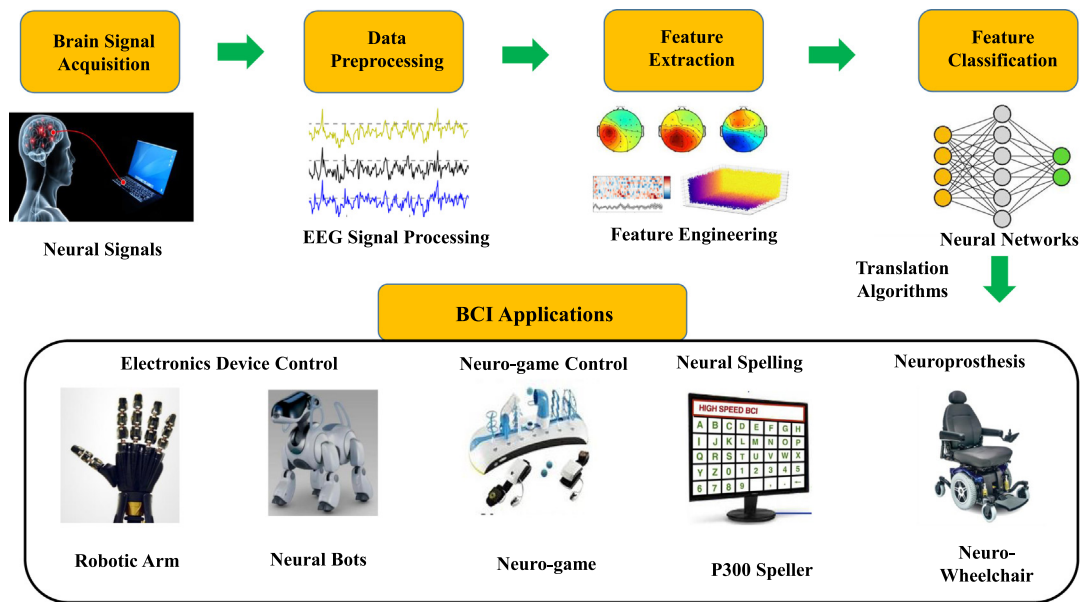 Brain Signal
Acquisition
Data
Preprocessing
Feature
Extraction
Feature
Classification
Neural Signals
EEG Signal Processing
Feature Engineering
Neural Networks
Translation
Algorithms
BCI Applications
Electronics Device Control
Neuro-game Control
Neural Spelling
Neuroprosthesis
HIGH SPEED BCI
A B C D E F G H
I J K L M N O P
Q R S T U V W X
Y Z 0 1 2 3 4 5
6 7 8 9
Robotic Arm
Neural Bots
Neuro-game
P300 Speller
Neuro-
Wheelchair